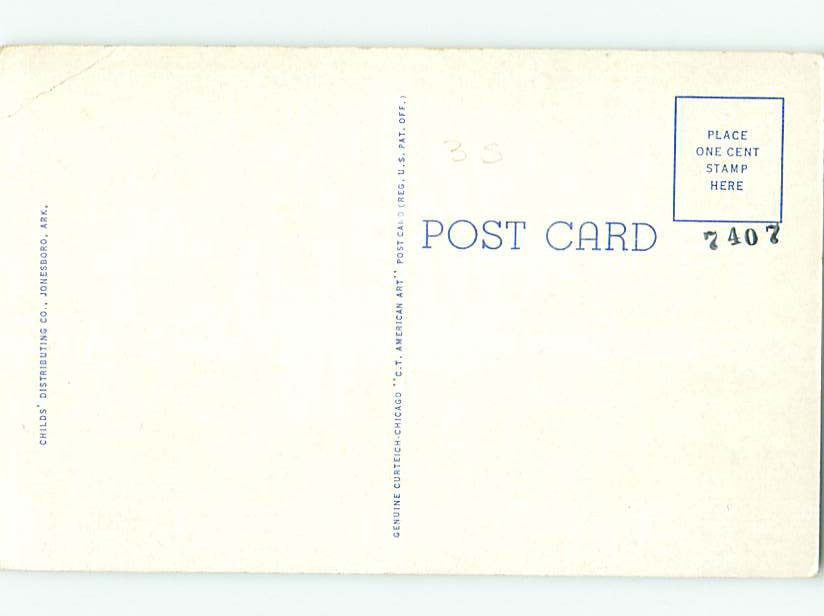 CHILDS' DISTRIBUTING CO., JONESBORO, ARK.
GENUINE CURTEICH-CHICAGO "C.T. AMERICAN ART" POST CARD (REG. U.S. PAT. OFF.)
3 5
PLACE
ONE CENT
STAMP
HERE
POST CARD
7407